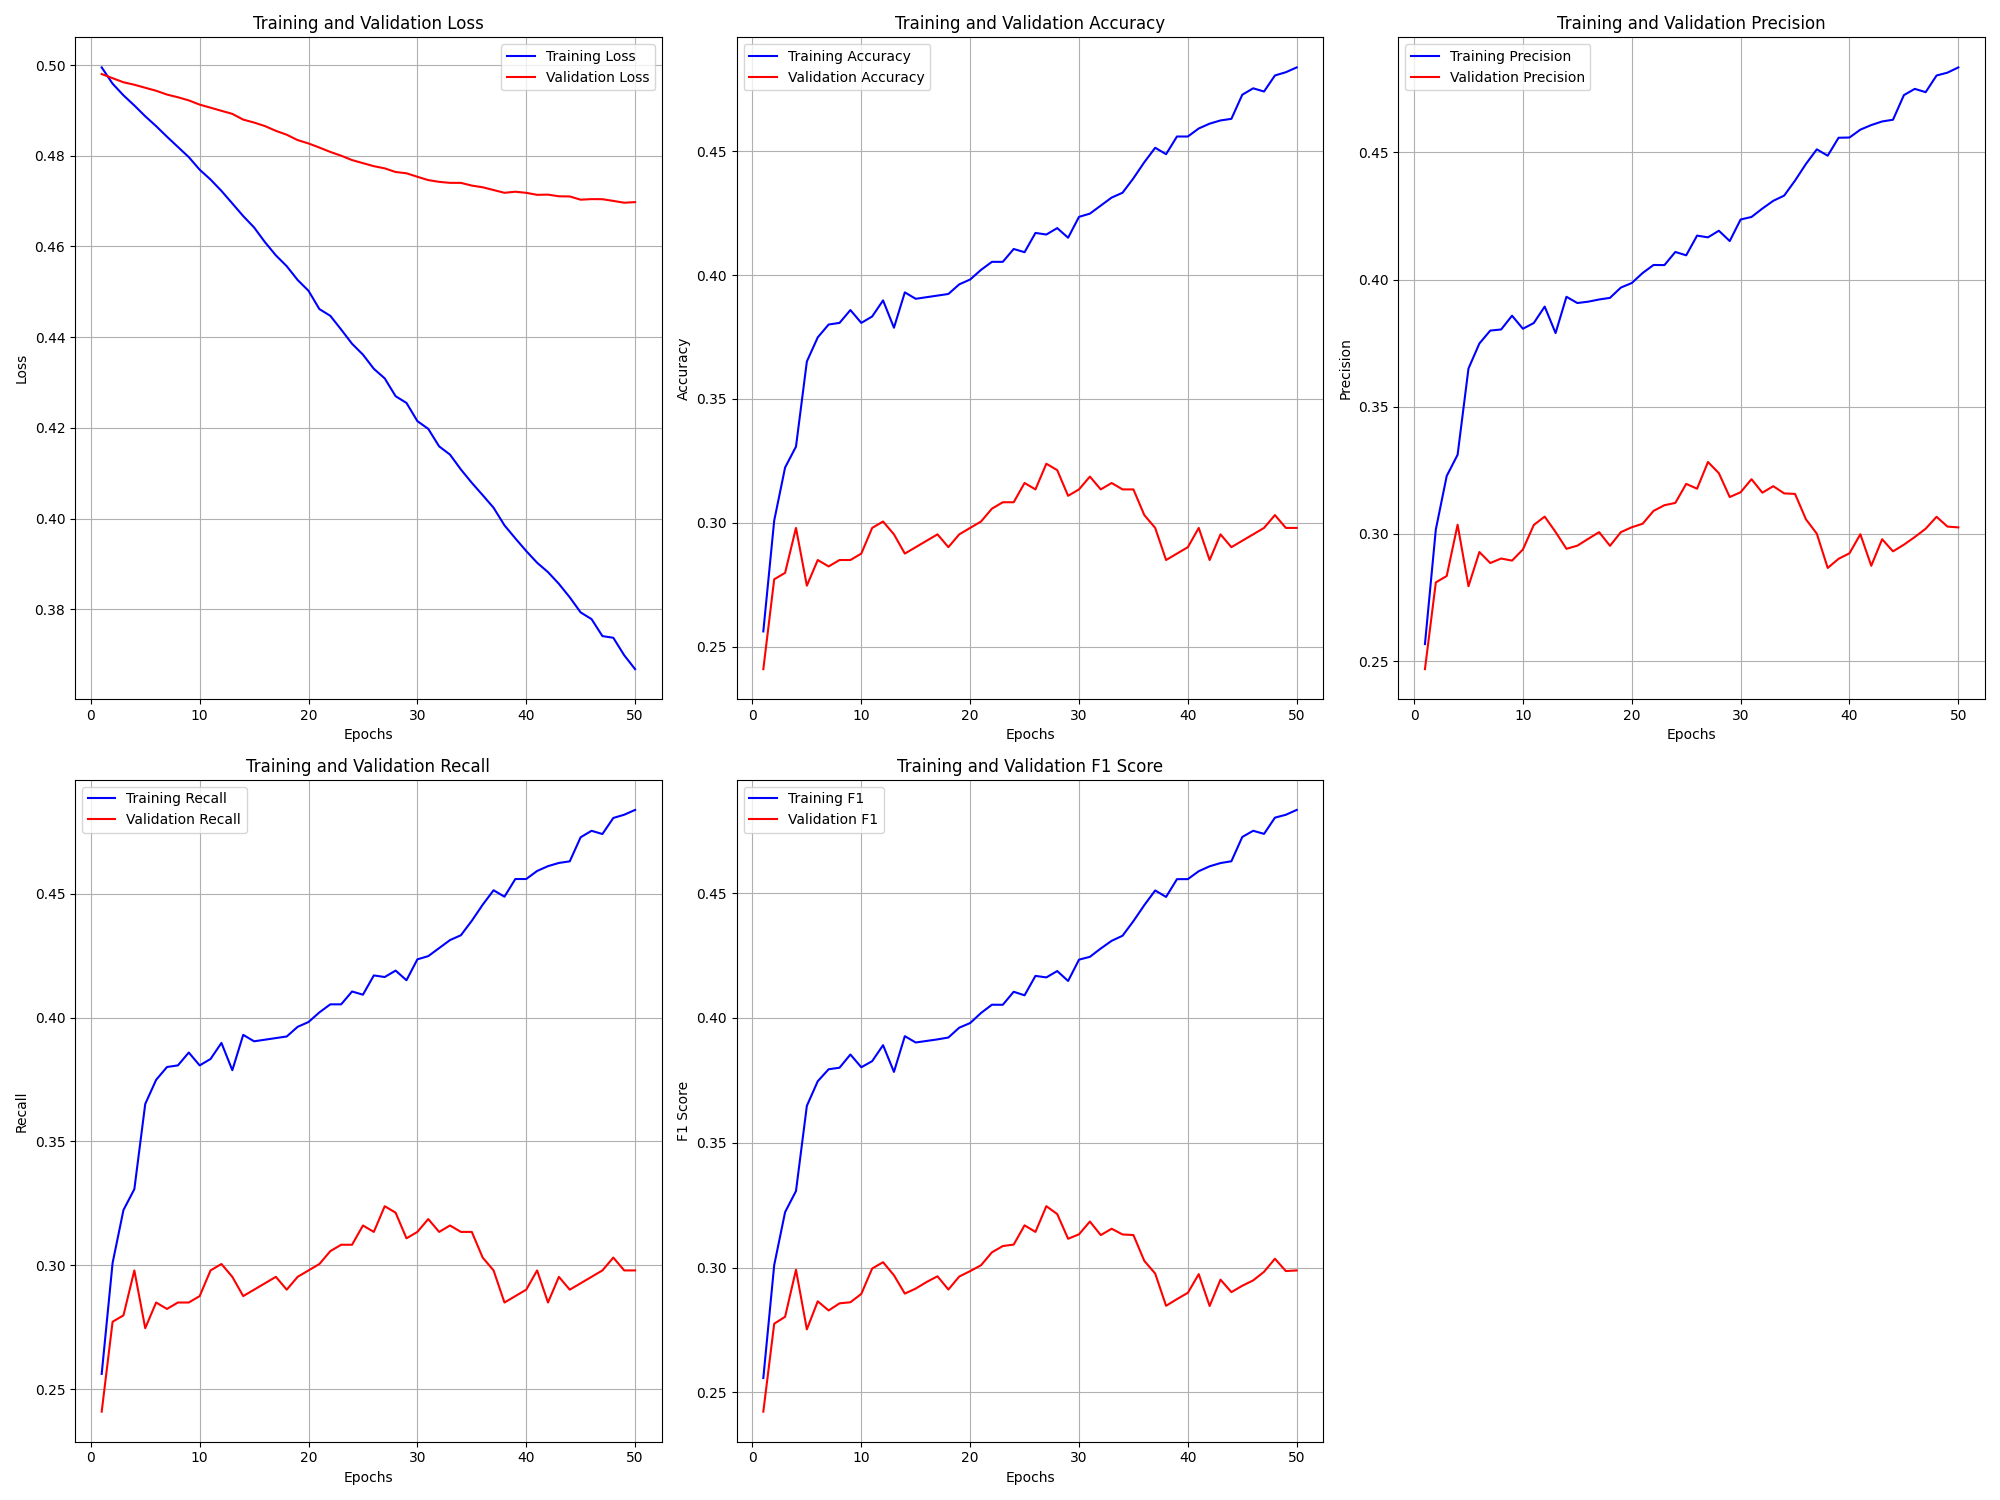 Training and Validation Loss
Training Loss
Validation Loss
0.50
0.48
0.46
0.44
0.42
0.40
0.38
Loss
0 10 20 30 40 50
Epochs
Training and Validation Accuracy
Training Accuracy
Validation Accuracy
0.45
0.40
0.35
0.30
0.25
Accuracy
0 10 20 30 40 50
Epochs
Training and Validation Precision
Training Precision
Validation Precision
0.45
0.40
0.35
0.30
0.25
Precision
0 10 20 30 40 50
Epochs
Training and Validation Recall
Training Recall
Validation Recall
0.45
0.40
0.35
0.30
0.25
Recall
0 10 20 30 40 50
Epochs
Training and Validation F1 Score
Training F1
Validation F1
0.45
0.40
0.35
0.30
0.25
F1 Score
0 10 20 30 40 50
Epochs